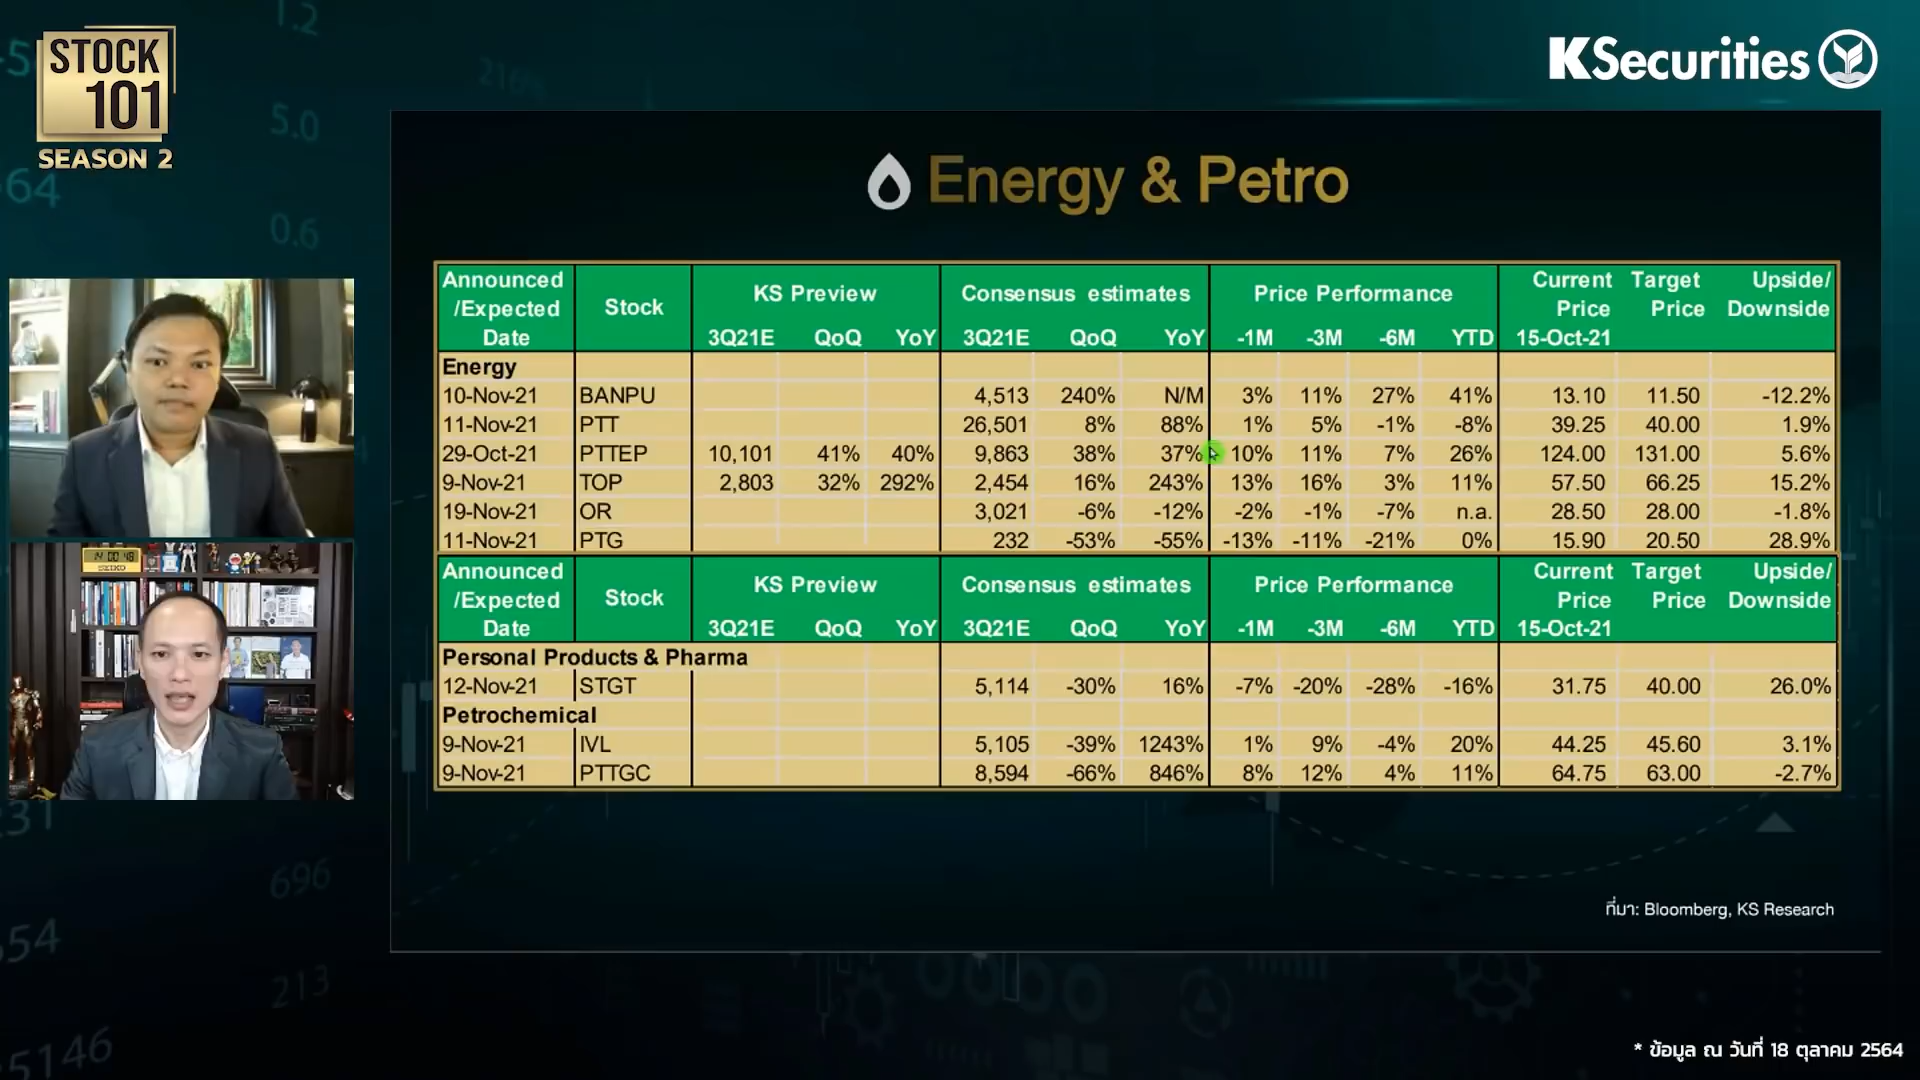 STOCK
101
SEASON 2
KSecurities
Energy & Petro
Announced /Expected Date Stock KS Preview Consensus estimates Price Performance Current Price Target Price Upside/ Downside
3Q21E QoQ YoY 3Q21E QoQ YoY -1M -3M -6M YTD 15-Oct-21
Energy
10-Nov-21 BANPU 4,513 240% N/M 3% 11% 27% 41% 13.10 11.50 -12.2%
11-Nov-21 PTT 26,501 8% 88% 1% 5% -1% -8% 39.25 40.00 1.9%
29-Oct-21 PTTEP 10,101 41% 40% 9,863 38% 37% 10% 11% 7% 26% 124.00 131.00 5.6%
9-Nov-21 TOP 2,803 32% 292% 2,454 16% 243% 13% 16% 3% 11% 57.50 66.25 15.2%
19-Nov-21 OR 3,021 -6% -12% -2% -1% -7% n.a. 28.50 28.00 -1.8%
11-Nov-21 PTG 232 -53% -55% -13% -11% -21% 0% 15.90 20.50 28.9%
Announced /Expected Date Stock KS Preview Consensus estimates Price Performance Current Price Target Price Upside/ Downside
3Q21E QoQ YoY 3Q21E QoQ YoY -1M -3M -6M YTD 15-Oct-21
Personal Products & Pharma
12-Nov-21 STGT 5,114 -30% 16% -7% -20% -28% -16% 31.75 40.00 26.0%
Petrochemical
9-Nov-21 IVL 5,105 -39% 1243% 1% 9% -4% 20% 44.25 45.60 3.1%
9-Nov-21 PTTGC 8,594 -66% 846% 8% 12% 4% 11% 64.75 63.00 -2.7%
ที่มา: Bloomberg, KS Research
* ข้อมูล ณ วันที่ 18 ตุลาคม 2564